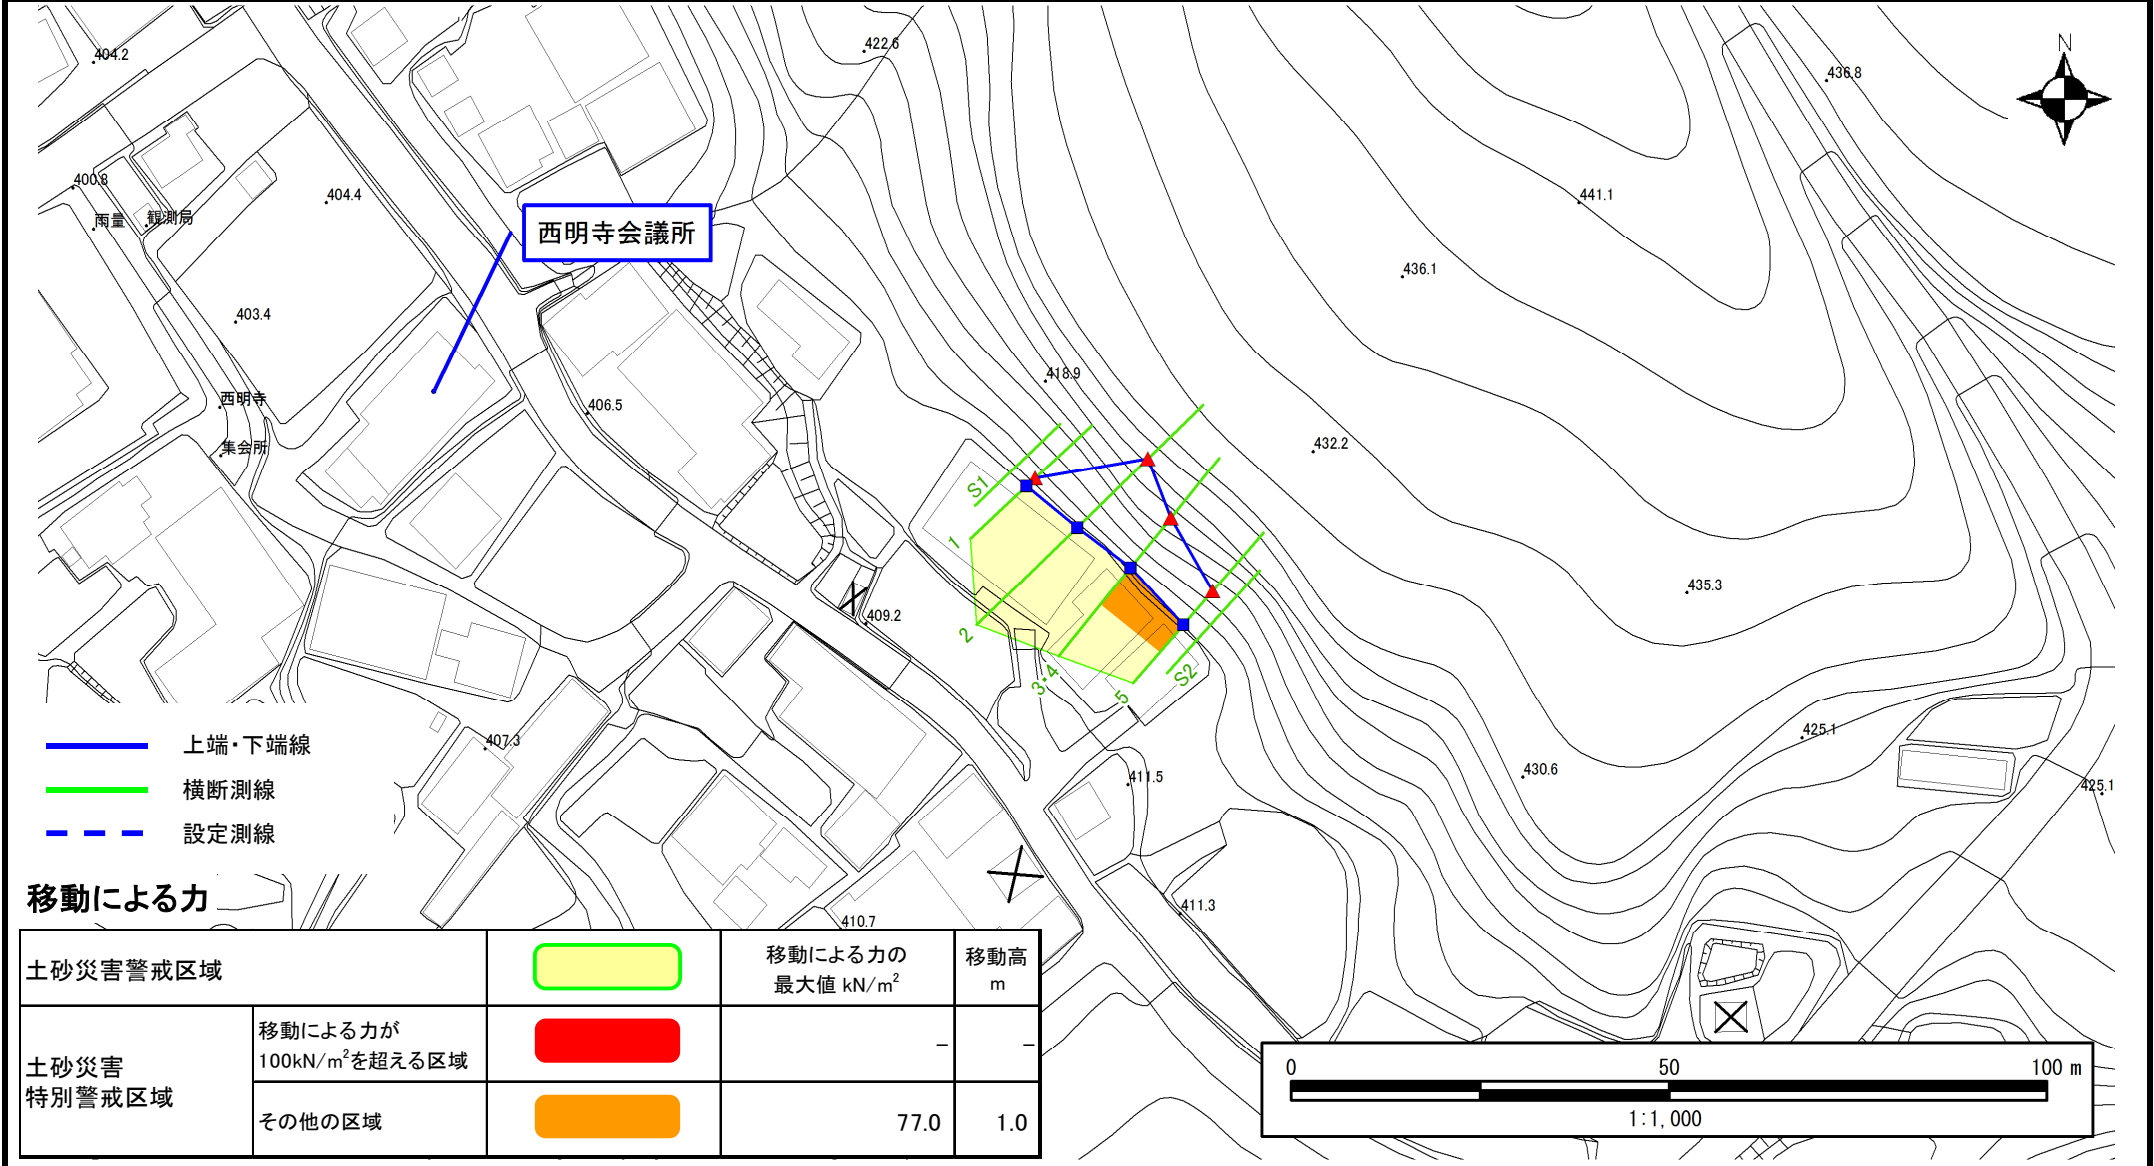 N
404.2
422.6
436.8
400.8
404.4
441.1
雨量
観測局
西明寺会議所
436.1
403.4
418.9
西明寺
406.5
432.2
集会所
S1
1
435.3
409.2
2
3・4
S2
5
425.1
407.3
430.6
411.5
425.1
411.3
410.7
上端・下端線
横断測線
設定測線
移動による力
土砂災害警戒区域
移動による力の
最大値 kN/m²
移動高
m
土砂災害
特別警戒区域
移動による力が
100kN/m²を超える区域
−
−
その他の区域
77.0
1.0
0
50
100 m
1:1,000